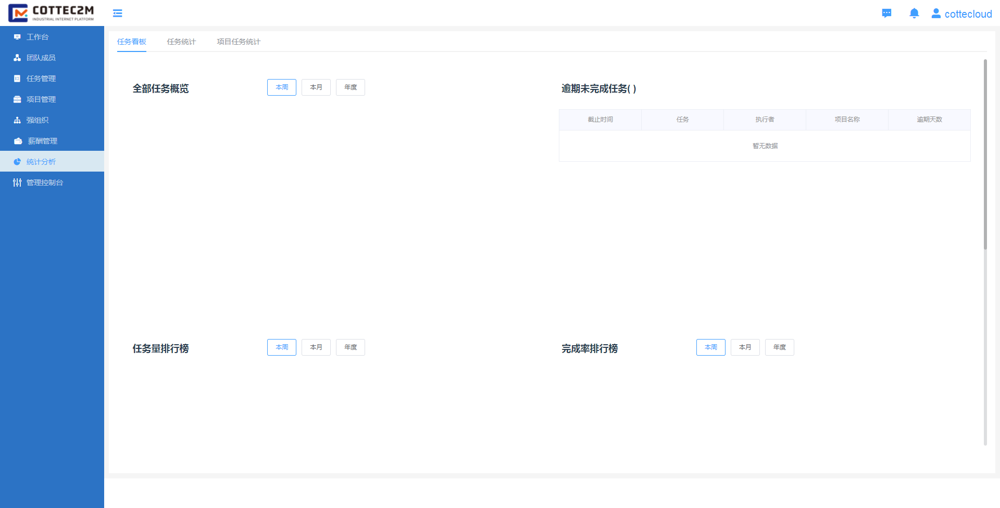 COTTEC2M
INDUSTRIAL INTERNET PLATFORM
cottecloud
工作台
团队成员
任务管理
项目管理
强组织
薪酬管理
统计分析
管理控制台
任务看板 任务统计 项目任务统计
全部任务概览 本周 本月 年度
逾期未完成任务( )
截止时间 任务 执行者 项目名称 逾期天数
暂无数据
任务量排行榜 本周 本月 年度
完成率排行榜 本周 本月 年度